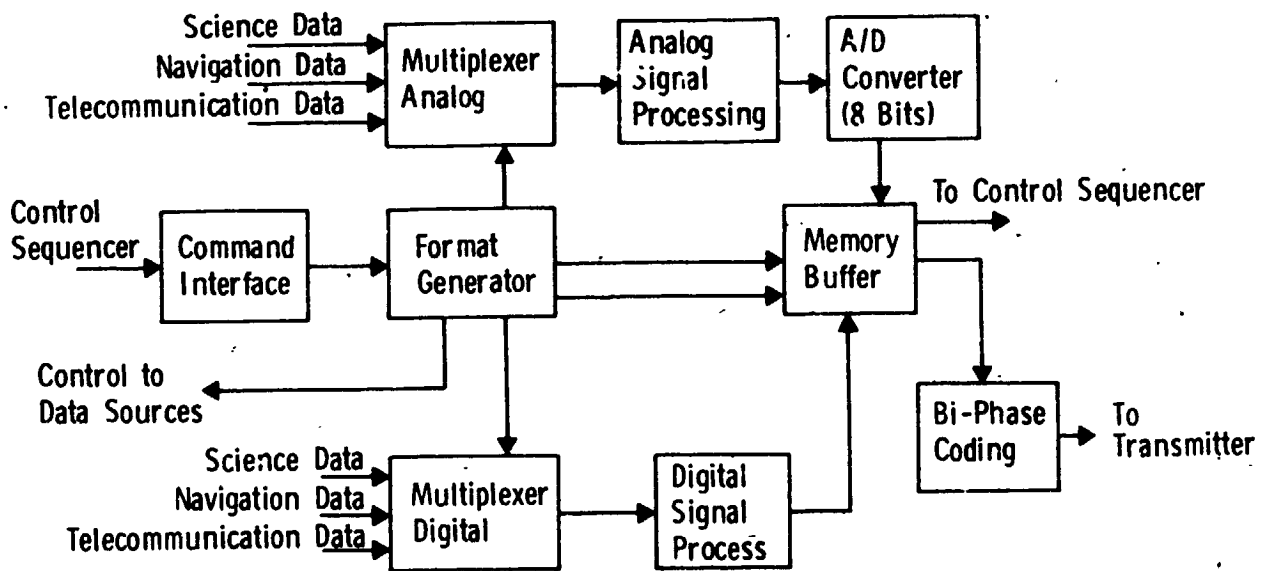 Science Data
Navigation Data
Telecommunication Data
Multiplexer
Analog
Analog
Signal
Processing
A/D
Converter
(8 Bits)
Control
Sequencer
Command
Interface
Format
Generator
Memory
Buffer
To Control Sequencer
Control to
Data Sources
Bi-Phase
Coding
To
Transmitter
Science Data
Navigation Data
Telecommunication Data
Multiplexer
Digital
Digital
Signal
Process